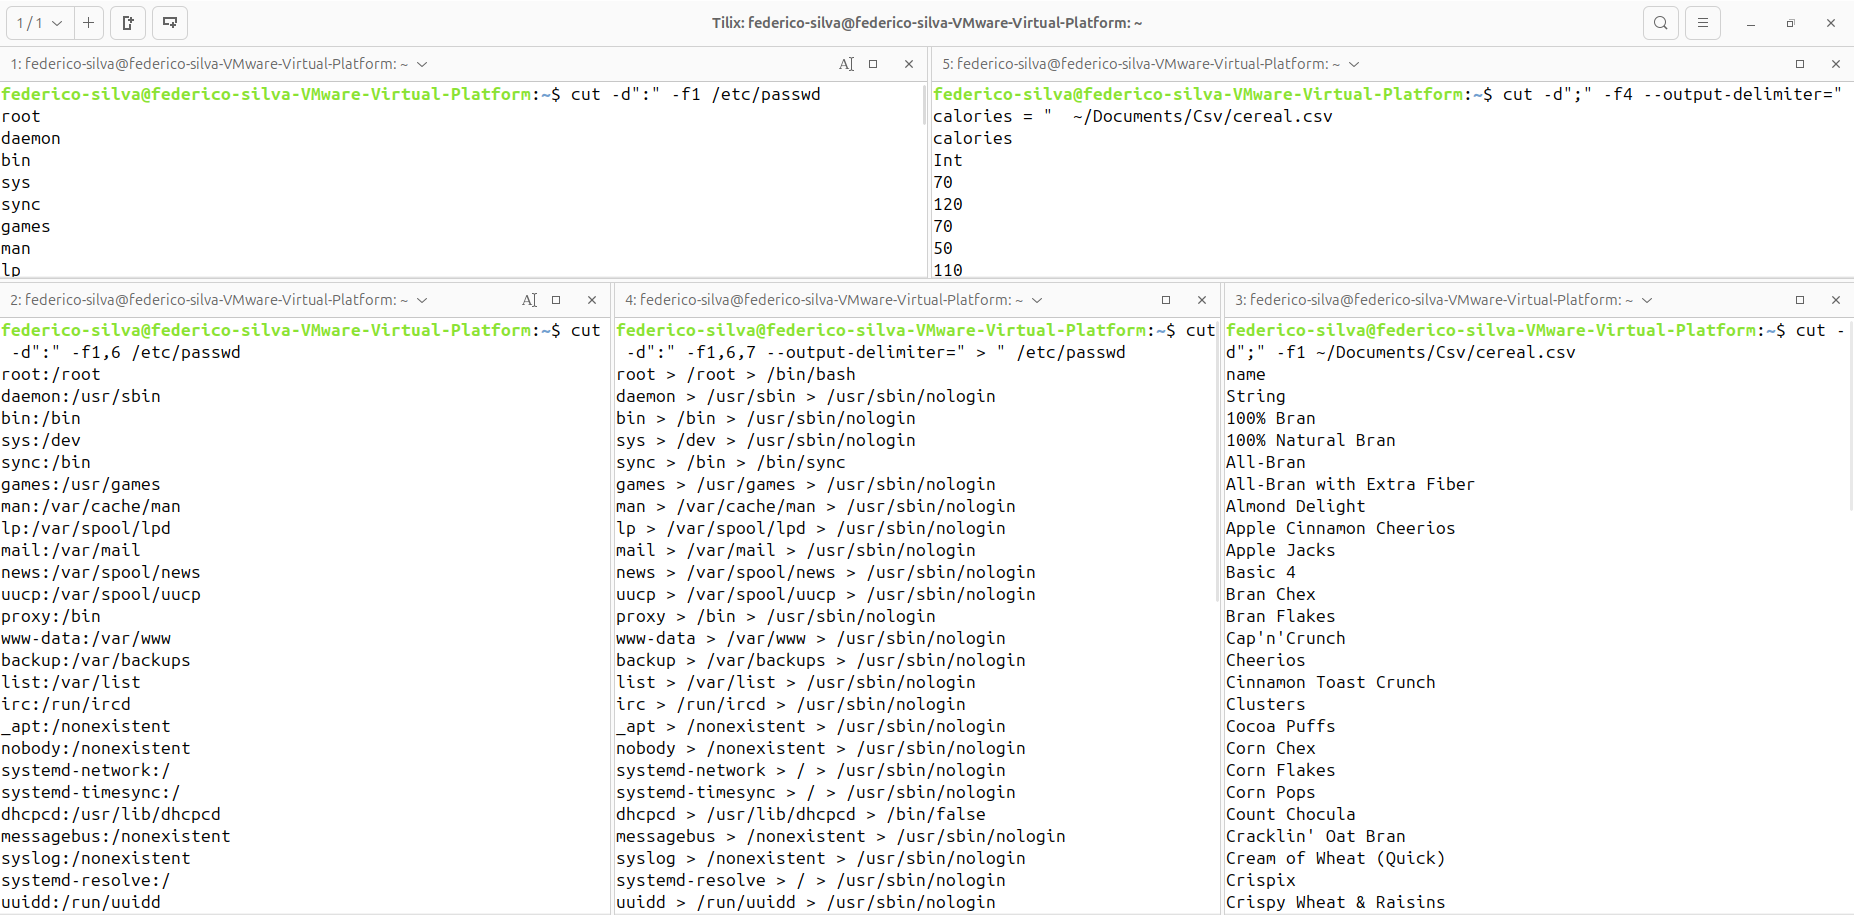 1 / 1
Tilix: federico-silva@federico-silva-VMware-Virtual-Platform: ~
1: federico-silva@federico-silva-VMware-Virtual-Platform: ~
federico-silva@federico-silva-VMware-Virtual-Platform:~$ cut -d":" -f1 /etc/passwd
root
daemon
bin
sys
sync
games
man
lp
5: federico-silva@federico-silva-VMware-Virtual-Platform: ~
federico-silva@federico-silva-VMware-Virtual-Platform:~$ cut -d";" -f4 --output-delimiter="
calories = "  ~/Documents/Csv/cereal.csv
calories
Int
70
120
70
50
110
2: federico-silva@federico-silva-VMware-Virtual-Platform: ~
federico-silva@federico-silva-VMware-Virtual-Platform:~$ cut
 -d":" -f1,6 /etc/passwd
root:/root
daemon:/usr/sbin
bin:/bin
sys:/dev
sync:/bin
games:/usr/games
man:/var/cache/man
lp:/var/spool/lpd
mail:/var/mail
news:/var/spool/news
uucp:/var/spool/uucp
proxy:/bin
www-data:/var/www
backup:/var/backups
list:/var/list
irc:/run/ircd
_apt:/nonexistent
nobody:/nonexistent
systemd-network:/
systemd-timesync:/
dhcpcd:/usr/lib/dhcpcd
messagebus:/nonexistent
syslog:/nonexistent
systemd-resolve:/
uuidd:/run/uuidd
4: federico-silva@federico-silva-VMware-Virtual-Platform: ~
federico-silva@federico-silva-VMware-Virtual-Platform:~$ cut
 -d":" -f1,6,7 --output-delimiter=" > " /etc/passwd
root > /root > /bin/bash
daemon > /usr/sbin > /usr/sbin/nologin
bin > /bin > /usr/sbin/nologin
sys > /dev > /usr/sbin/nologin
sync > /bin > /bin/sync
games > /usr/games > /usr/sbin/nologin
man > /var/cache/man > /usr/sbin/nologin
lp > /var/spool/lpd > /usr/sbin/nologin
mail > /var/mail > /usr/sbin/nologin
news > /var/spool/news > /usr/sbin/nologin
uucp > /var/spool/uucp > /usr/sbin/nologin
proxy > /bin > /usr/sbin/nologin
www-data > /var/www > /usr/sbin/nologin
backup > /var/backups > /usr/sbin/nologin
list > /var/list > /usr/sbin/nologin
irc > /run/ircd > /usr/sbin/nologin
_apt > /nonexistent > /usr/sbin/nologin
nobody > /nonexistent > /usr/sbin/nologin
systemd-network > / > /usr/sbin/nologin
systemd-timesync > / > /usr/sbin/nologin
dhcpcd > /usr/lib/dhcpcd > /bin/false
messagebus > /nonexistent > /usr/sbin/nologin
syslog > /nonexistent > /usr/sbin/nologin
systemd-resolve > / > /usr/sbin/nologin
uuidd > /run/uuidd > /usr/sbin/nologin
3: federico-silva@federico-silva-VMware-Virtual-Platform: ~
federico-silva@federico-silva-VMware-Virtual-Platform:~$ cut -
d";" -f1 ~/Documents/Csv/cereal.csv
name
String
100% Bran
100% Natural Bran
All-Bran
All-Bran with Extra Fiber
Almond Delight
Apple Cinnamon Cheerios
Apple Jacks
Basic 4
Bran Chex
Bran Flakes
Cap'n'Crunch
Cheerios
Cinnamon Toast Crunch
Clusters
Cocoa Puffs
Corn Chex
Corn Flakes
Corn Pops
Count Chocula
Cracklin' Oat Bran
Cream of Wheat (Quick)
Crispix
Crispy Wheat & Raisins